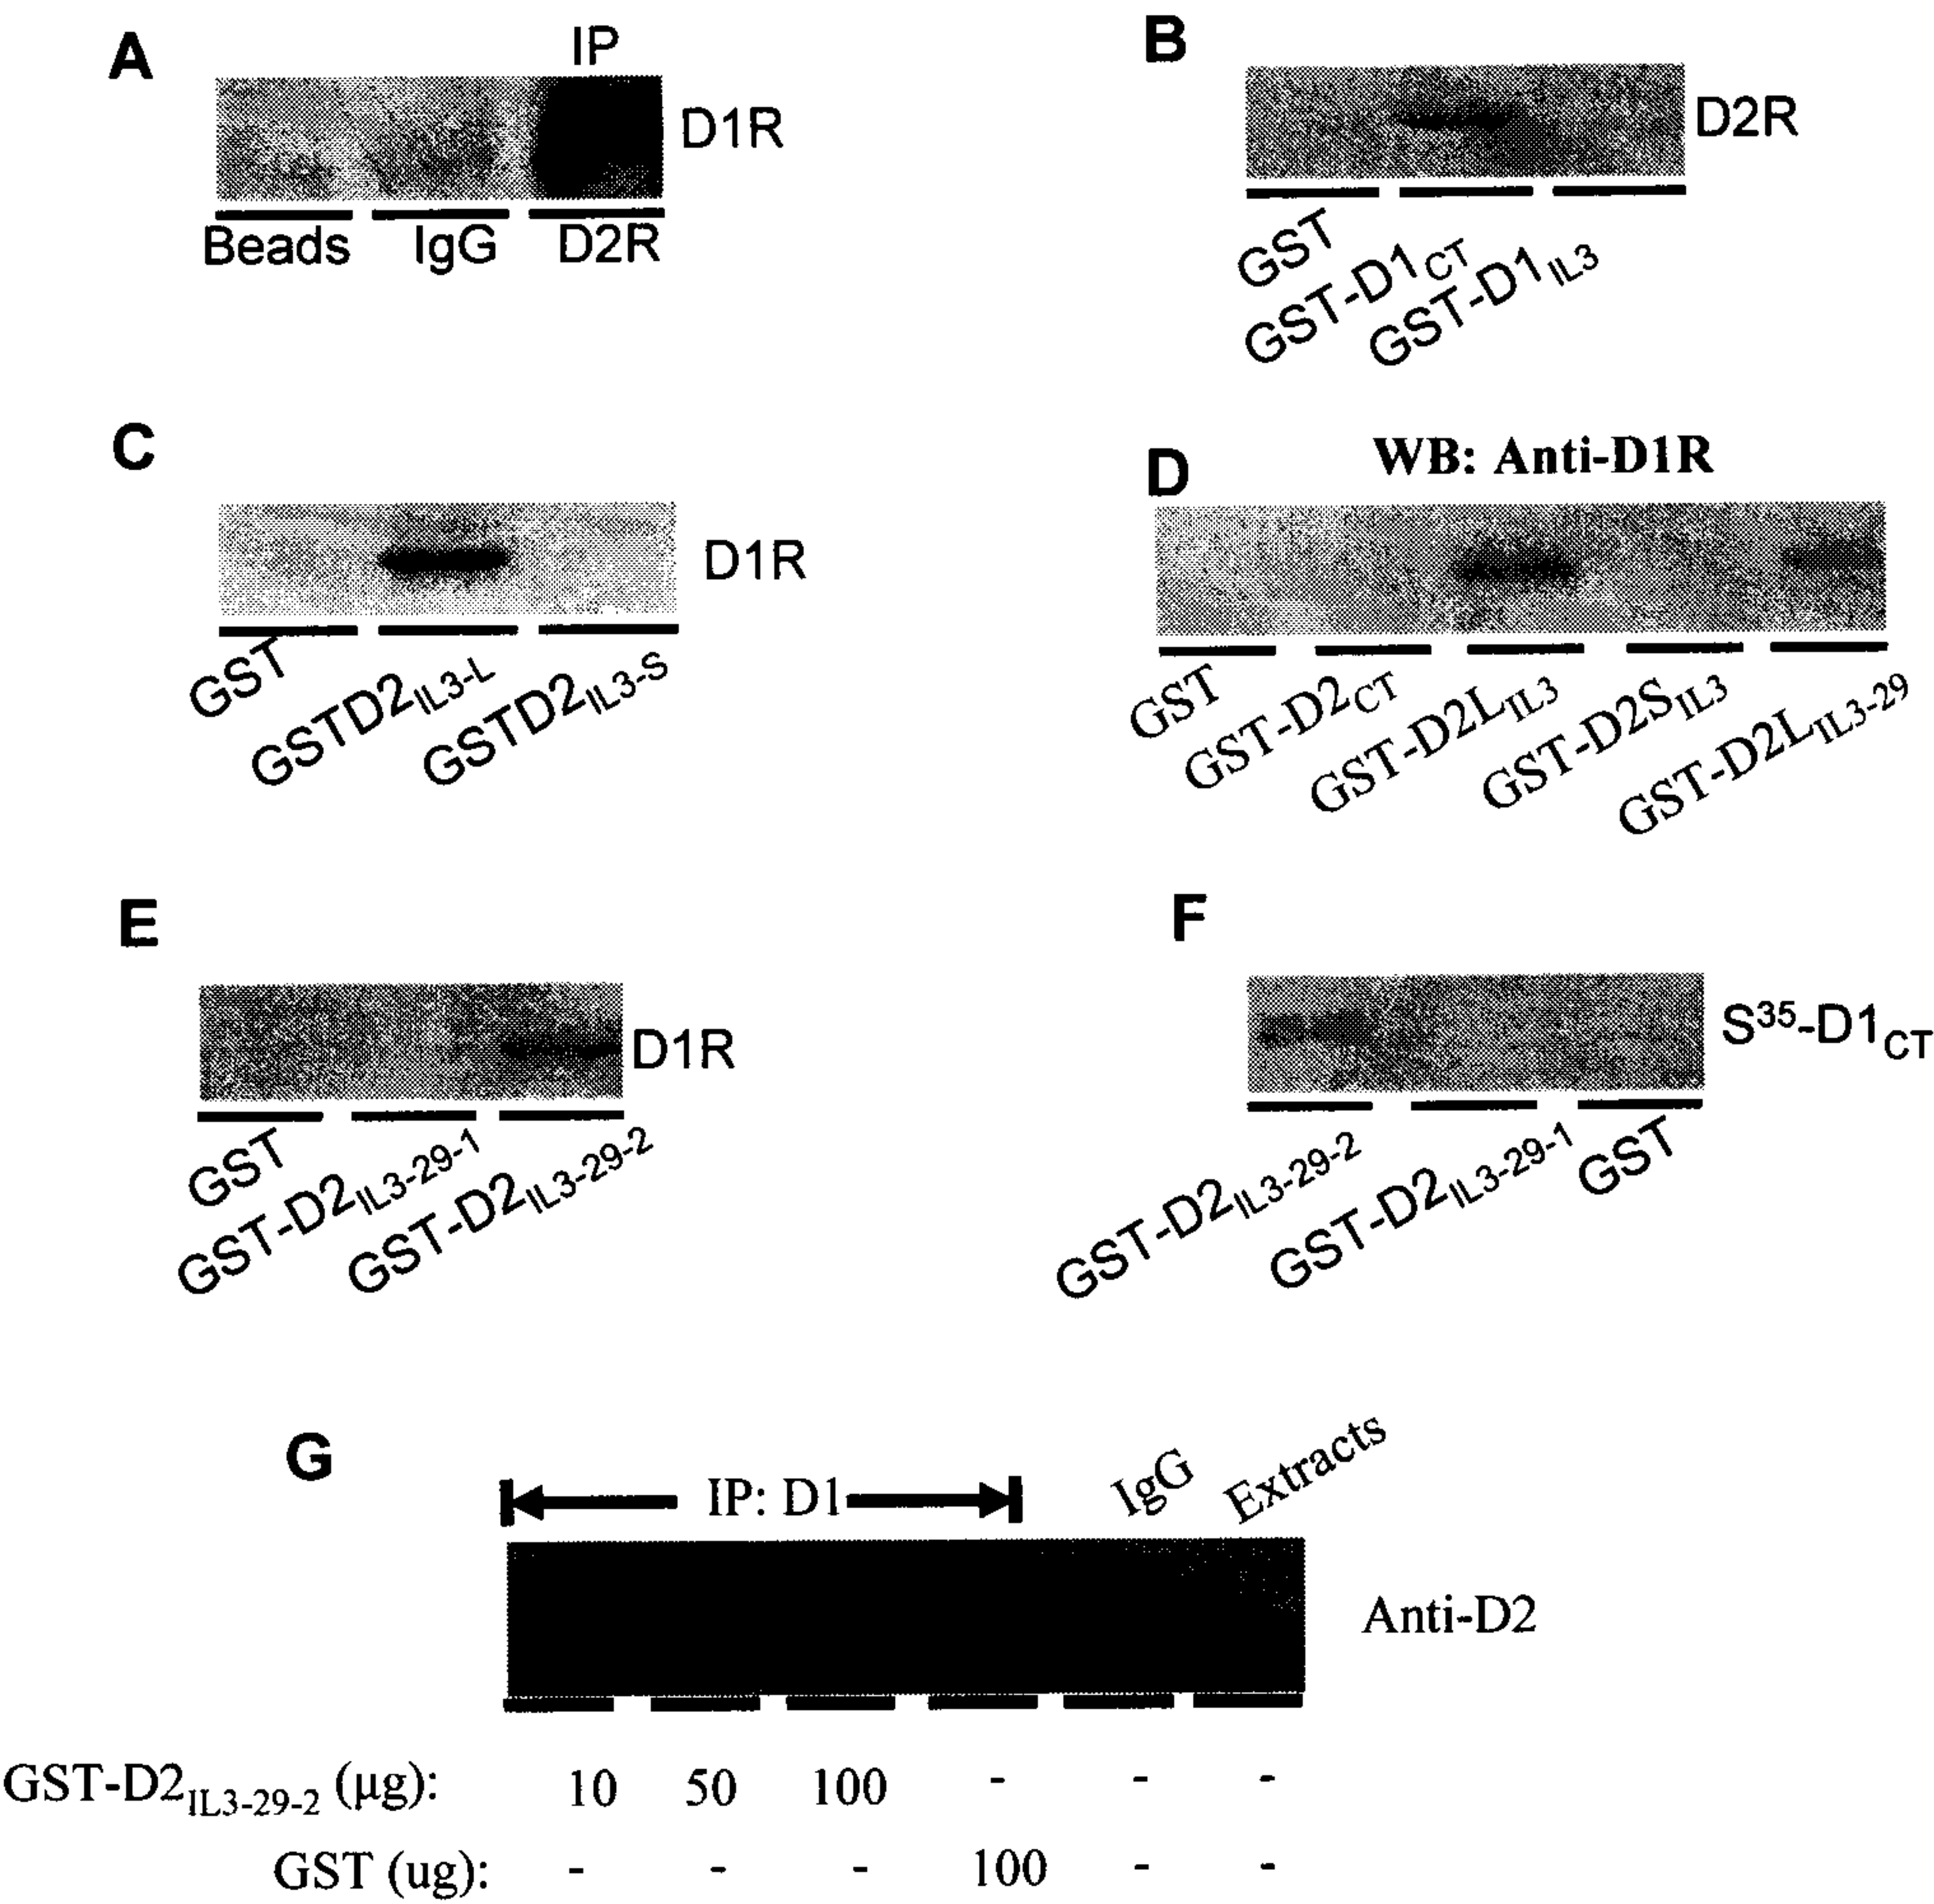 A
IP
D1R
Beads IgG D2R
B
D2R
GST
GST-D1CT
GST-D1IL3
C
D1R
GST
GSTD2IL3-L
GSTD2IL3-S
D
WB: Anti-D1R
GST
GST-D2CT
GST-D2LIL3
GST-D2SIL3
GST-D2LIL3-29
E
D1R
GST
GST-D2IL3-29-1
GST-D2IL3-29-2
F
S35-D1CT
GST-D2IL3-29-2
GST-D2IL3-29-1
GST
G
IP: D1
IgG
Extracts
Anti-D2
GST-D2IL3-29-2 (µg): 10 50 100 - - -
GST (ug): - - - 100 - -